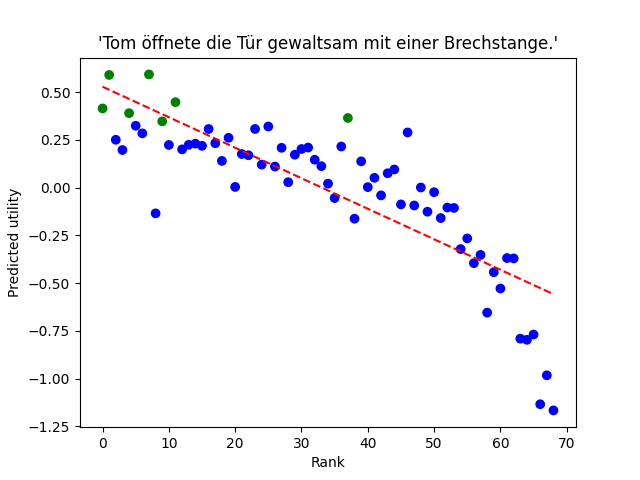 'Tom öffnete die Tür gewaltsam mit einer Brechstange.'
Predicted utility
0.50
0.25
0.00
−0.25
−0.50
−0.75
−1.00
−1.25
0 10 20 30 40 50 60 70
Rank